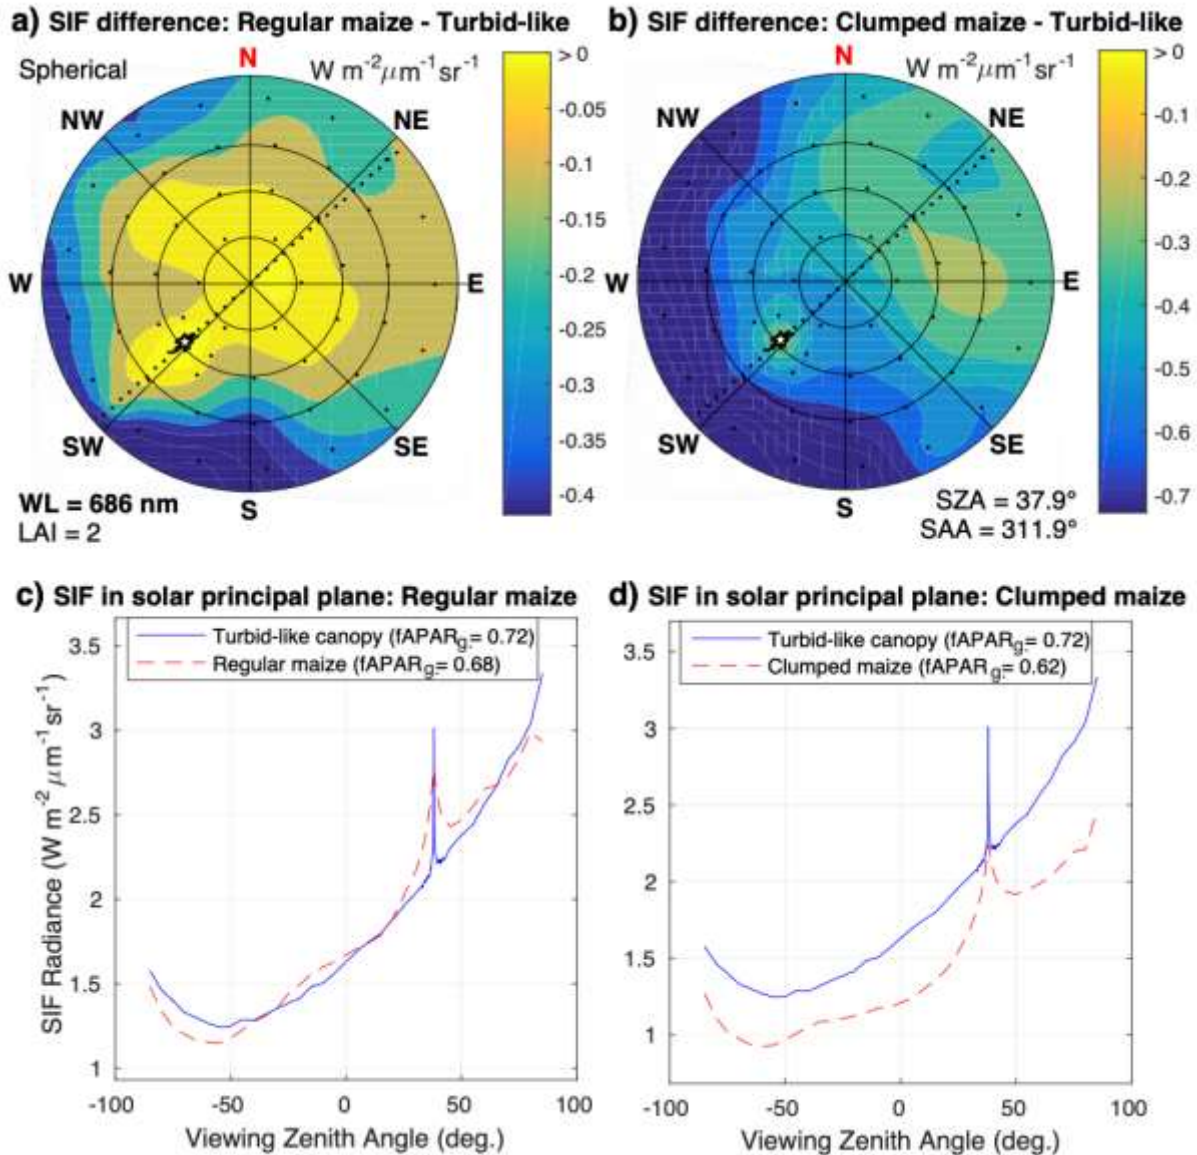 a) SIF difference: Regular maize - Turbid-like
Spherical
N
W m-2μm-1sr-1
NW
NE
W
E
SW
SE
S
WL = 686 nm
LAI = 2
> 0
-0.05
-0.1
-0.15
-0.2
-0.25
-0.3
-0.35
-0.4
b) SIF difference: Clumped maize - Turbid-like
N
W m-2μm-1sr-1
NW
NE
W
E
SW
SE
S
SZA = 37.9°
SAA = 311.9°
> 0
-0.1
-0.2
-0.3
-0.4
-0.5
-0.6
-0.7
c) SIF in solar principal plane: Regular maize
Turbid-like canopy (fAPARg= 0.72)
Regular maize (fAPARg= 0.68)
3.5
3
2.5
2
1.5
1
SIF Radiance (W m-2 μm-1 sr-1)
-100
-50
0
50
100
Viewing Zenith Angle (deg.)
d) SIF in solar principal plane: Clumped maize
Turbid-like canopy (fAPARg= 0.72)
Clumped maize (fAPARg= 0.62)
3.5
3
2.5
2
1.5
1
-100
-50
0
50
100
Viewing Zenith Angle (deg.)